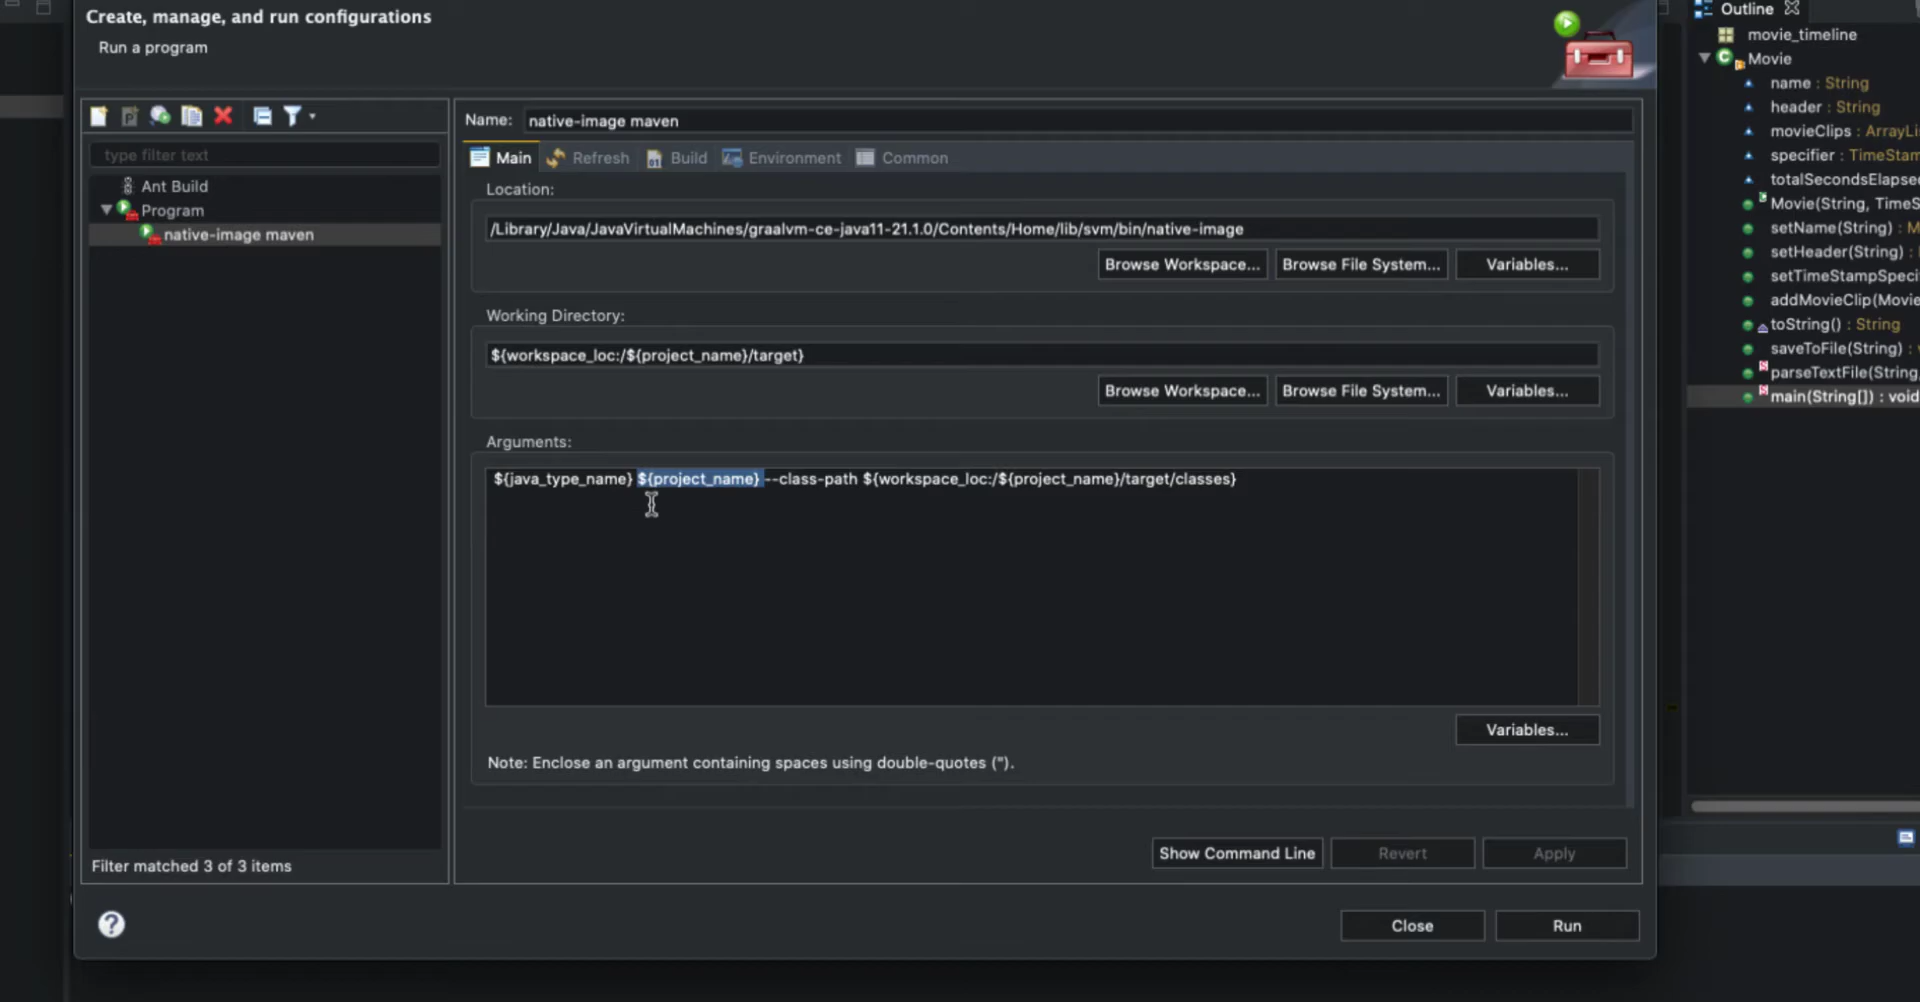 Create, manage, and run configurations
Run a program
type filter text
Ant Build
Program
native-image maven
Filter matched 3 of 3 items
Name: native-image maven
Main Refresh Build Environment Common
Location:
/Library/Java/JavaVirtualMachines/graalvm-ce-java11-21.1.0/Contents/Home/lib/svm/bin/native-image
Browse Workspace... Browse File System... Variables...
Working Directory:
${workspace_loc:/${project_name}/target}
Browse Workspace... Browse File System... Variables...
Arguments:
${java_type_name} ${project_name} --class-path ${workspace_loc:/${project_name}/target/classes}
Variables...
Note: Enclose an argument containing spaces using double-quotes (").
Show Command Line Revert Apply
Close Run
Outline
movie_timeline
Movie
name : String
header : String
movieClips : ArrayLi
specifier : TimeStam
totalSecondsElapse
Movie(String, TimeS
setName(String) : M
setHeader(String) :
setTimeStampSpeci
addMovieClip(Movie
toString() : String
saveToFile(String) :
parseTextFile(String,
main(String[]) : void